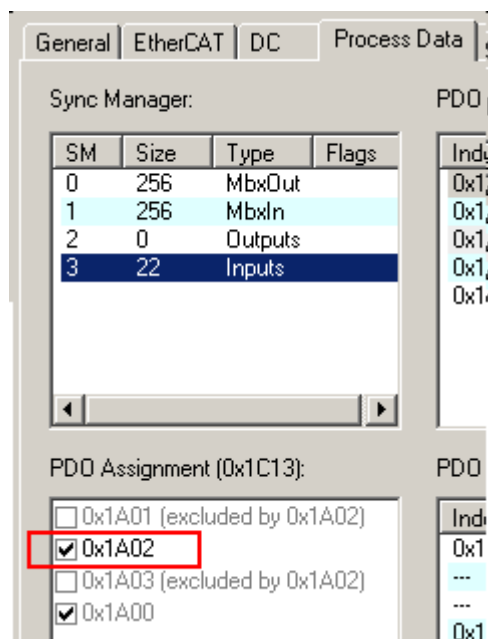 General EtherCAT DC Process Data
Sync Manager: PDO
SM Size Type Flags
0 256 MbxOut
1 256 MbxIn
2 0 Outputs
3 22 Inputs
PDO Assignment (0x1C13): PDO
0x1A01 (excluded by 0x1A02)
0x1A02 0x1
0x1A03 (excluded by 0x1A02) ---
0x1A00 ---
0x1